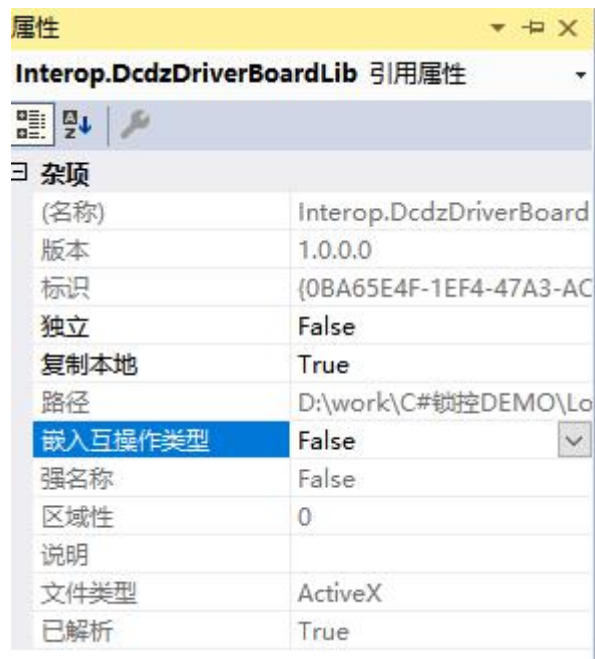 属性
Interop.DcdzDriverBoardLib 引用属性
杂项
(名称) Interop.DcdzDriverBoard
版本 1.0.0.0
标识 {0BA65E4F-1EF4-47A3-AC
独立 False
复制本地 True
路径 D:\work\C#锁控DEMO\Lo
嵌入互操作类型 False
强名称 False
区域性 0
说明
文件类型 ActiveX
已解析 True